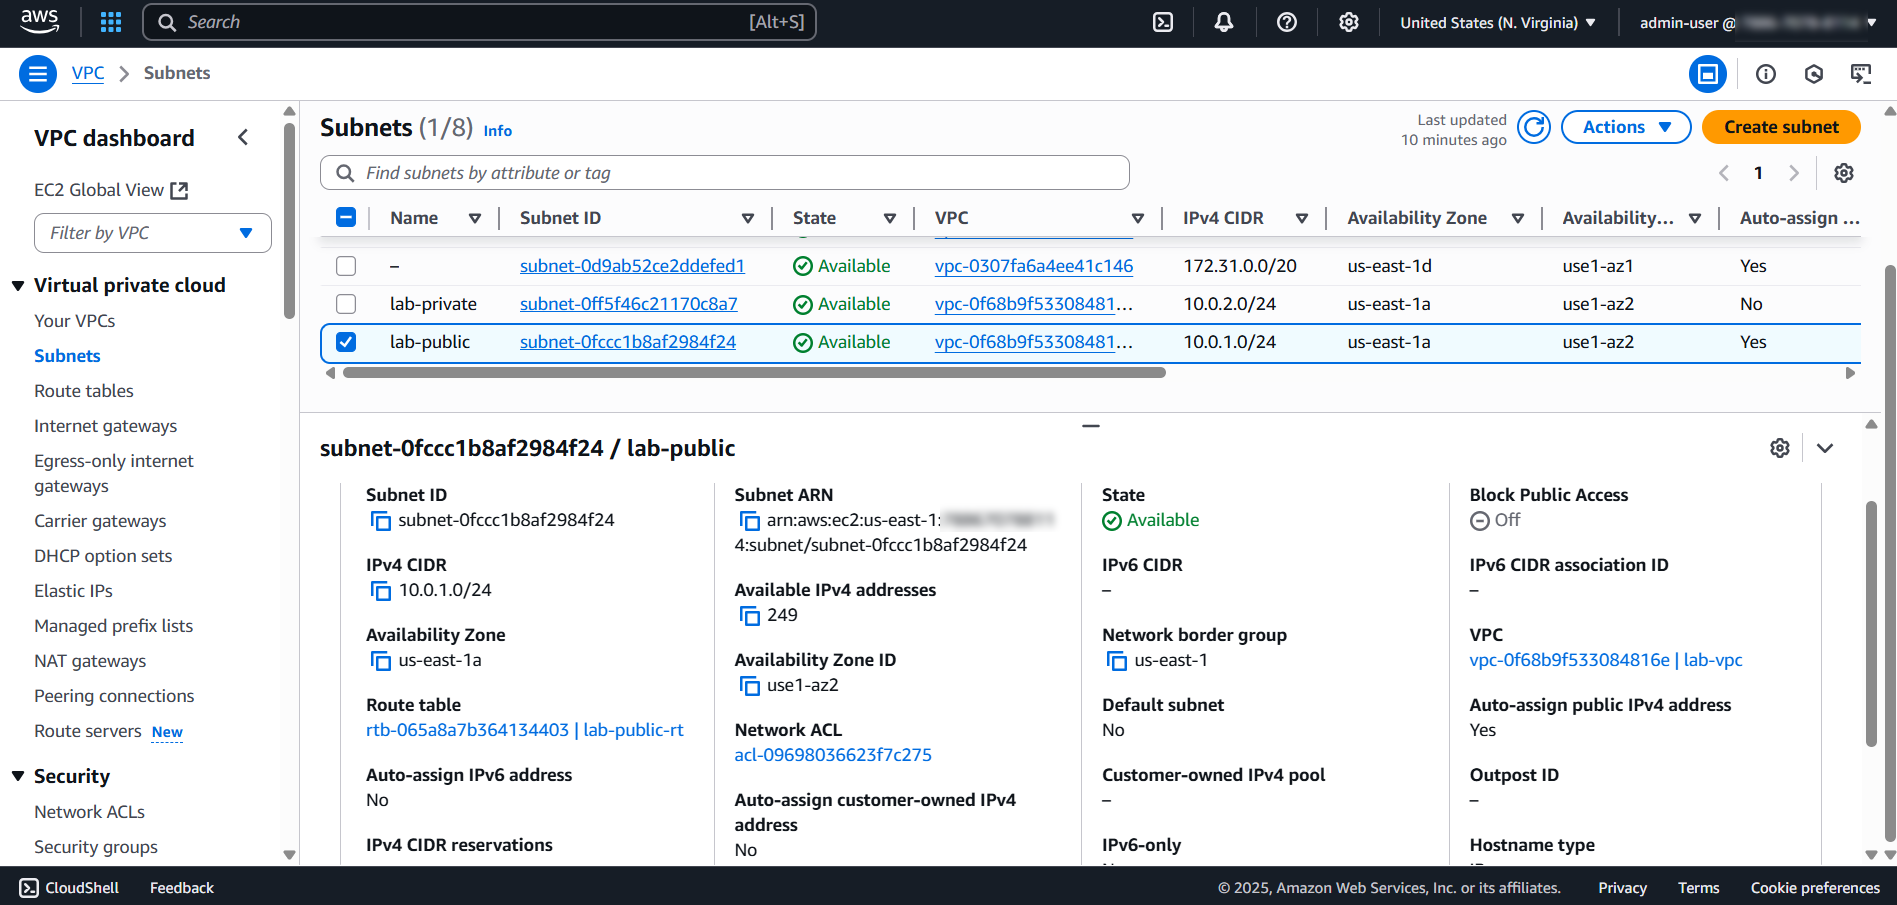 aws
Search [Alt+S]
United States (N. Virginia)
admin-user @
VPC
Subnets
VPC dashboard
EC2 Global View
Filter by VPC
Virtual private cloud
Your VPCs
Subnets
Route tables
Internet gateways
Egress-only internet
gateways
Carrier gateways
DHCP option sets
Elastic IPs
Managed prefix lists
NAT gateways
Peering connections
Route servers New
Security
Network ACLs
Security groups
Subnets (1/8) Info
Last updated
10 minutes ago
Actions
Create subnet
Find subnets by attribute or tag
1
Name Subnet ID State VPC IPv4 CIDR Availability Zone Availability... Auto-assign ...
– subnet-0d9ab52ce2ddefed1 Available vpc-0307fa6a4ee41c146 172.31.0.0/20 us-east-1d use1-az1 Yes
lab-private subnet-0ff5f46c21170c8a7 Available vpc-0f68b9f53308481... 10.0.2.0/24 us-east-1a use1-az2 No
lab-public subnet-0fccc1b8af2984f24 Available vpc-0f68b9f53308481... 10.0.1.0/24 us-east-1a use1-az2 Yes
subnet-0fccc1b8af2984f24 / lab-public
Subnet ID
subnet-0fccc1b8af2984f24
IPv4 CIDR
10.0.1.0/24
Availability Zone
us-east-1a
Route table
rtb-065a8a7b364134403 | lab-public-rt
Auto-assign IPv6 address
No
IPv4 CIDR reservations
Subnet ARN
arn:aws:ec2:us-east-1:
4:subnet/subnet-0fccc1b8af2984f24
Available IPv4 addresses
249
Availability Zone ID
use1-az2
Network ACL
acl-09698036623f7c275
Auto-assign customer-owned IPv4
address
No
State
Available
IPv6 CIDR
–
Network border group
us-east-1
Default subnet
No
Customer-owned IPv4 pool
–
IPv6-only
Block Public Access
Off
IPv6 CIDR association ID
–
VPC
vpc-0f68b9f533084816e | lab-vpc
Auto-assign public IPv4 address
Yes
Outpost ID
–
Hostname type
CloudShell
Feedback
© 2025, Amazon Web Services, Inc. or its affiliates.
Privacy
Terms
Cookie preferences